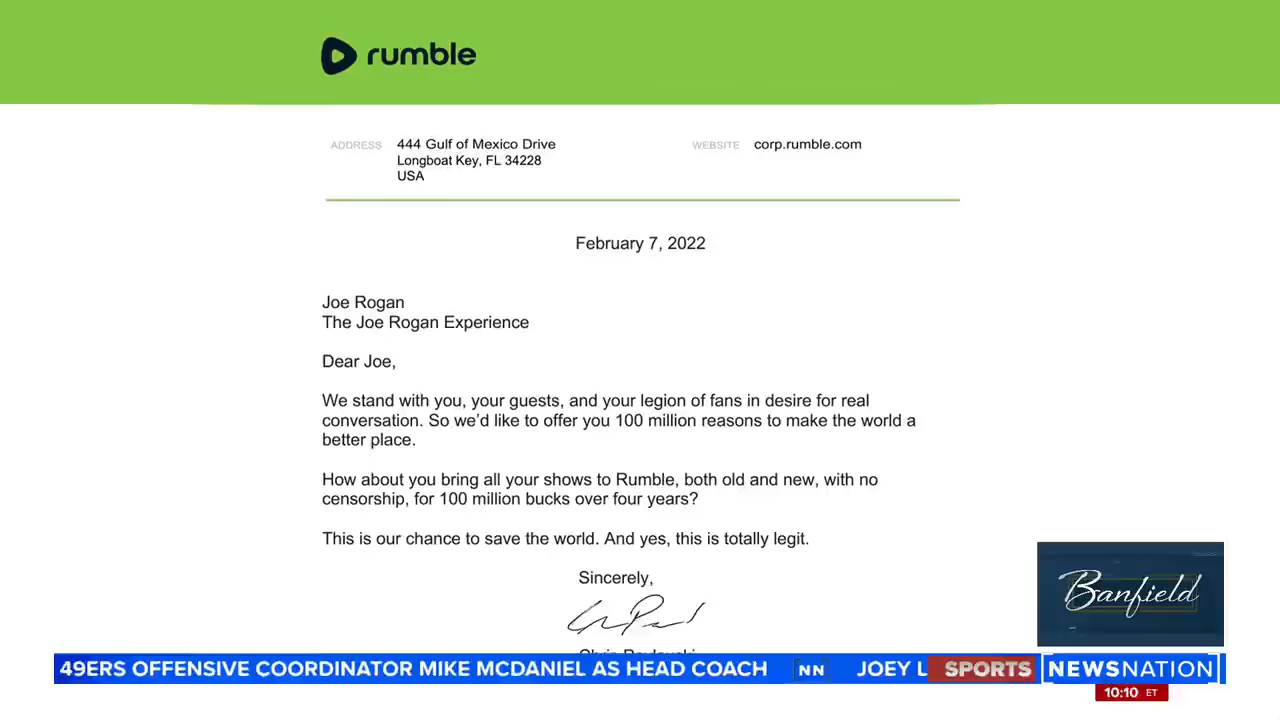 rumble
ADDRESS 444 Gulf of Mexico Drive WEBSITE corp.rumble.com
Longboat Key, FL 34228
USA
February 7, 2022
Joe Rogan
The Joe Rogan Experience
Dear Joe,
We stand with you, your guests, and your legion of fans in desire for real
conversation. So we’d like to offer you 100 million reasons to make the world a
better place.
How about you bring all your shows to Rumble, both old and new, with no
censorship, for 100 million bucks over four years?
This is our chance to save the world. And yes, this is totally legit.
Sincerely,
Banfield
49ERS OFFENSIVE COORDINATOR MIKE MCDANIEL AS HEAD COACH NN JOEY L SPORTS NEWSNATION
10:10 ET